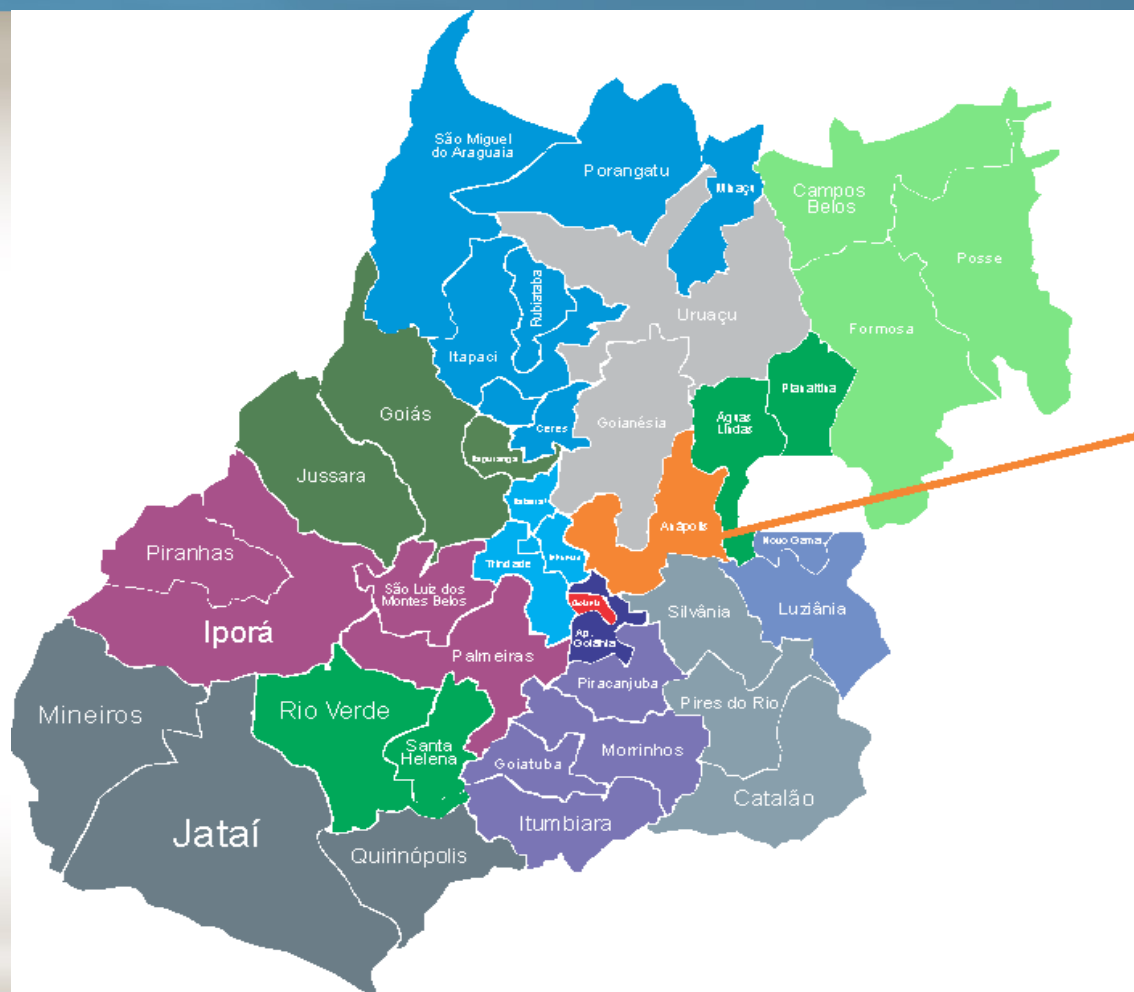 São Miguel
do Araguaia
Porangatu
Minaçu
Campos
Belos
Posse
Rubiataba
Uruaçu
Formosa
Itapaci
Planaltina
Goiás
Águas
Lindas
Ceres
Goianésia
Itapuranga
Jussara
Anápolis
Piranhas
Trindade
Novo Gama
São Luiz dos
Montes Belos
Silvânia
Luziânia
Iporá
Ap.
Goiânia
Palmeiras
Piracanjuba
Mineiros
Rio Verde
Pires do Rio
Santa
Helena
Morrinhos
Goiatuba
Catalão
Jataí
Itumbiara
Quirinópolis